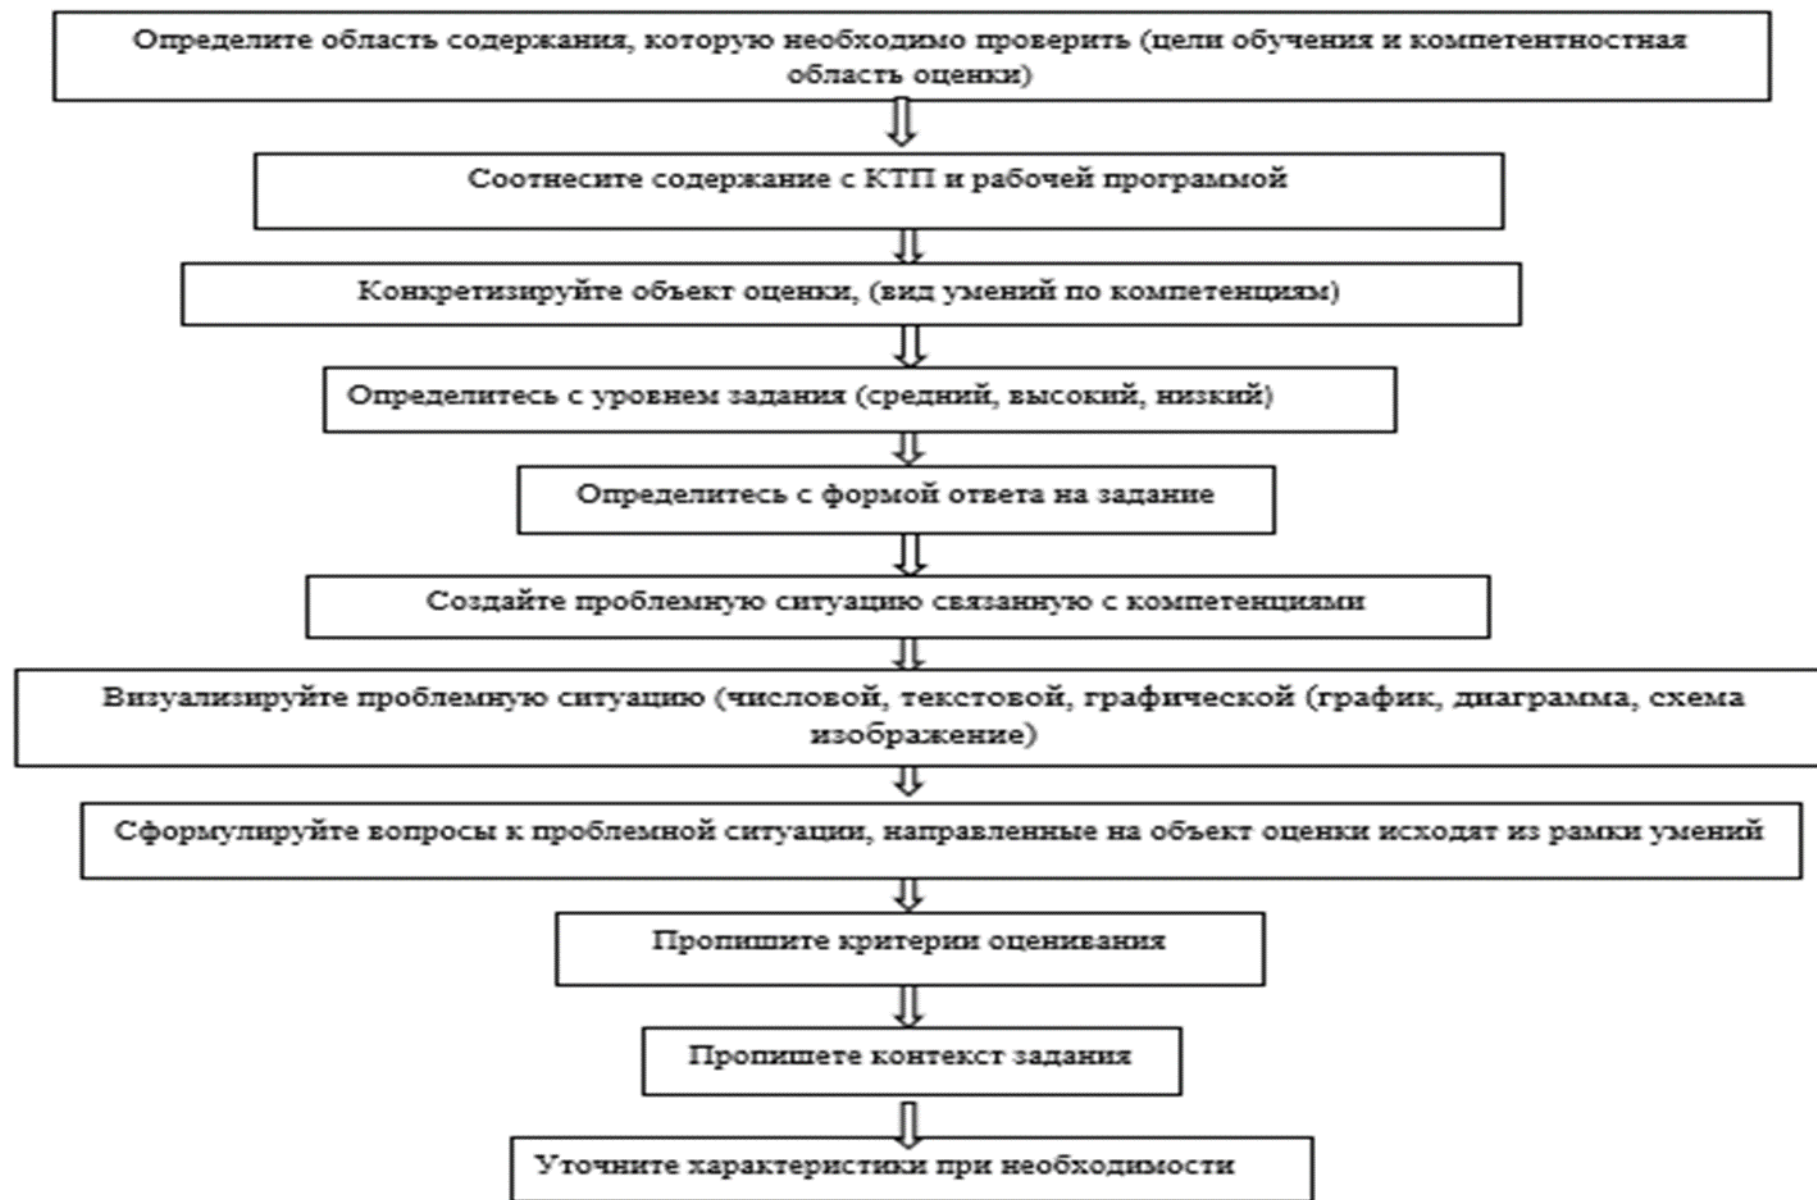 Определите область содержания, которую необходимо проверить (цели обучения и компетентностная
область оценки)
Соотнесите содержание с КТП и рабочей программой
Конкретизируйте объект оценки, (вид умений по компетенциям)
Определитесь с уровнем задания (средний, высокий, низкий)
Определитесь с формой ответа на задание
Создайте проблемную ситуацию связанную с компетенциями
Визуализируйте проблемную ситуацию (числовой, текстовой, графической (график, диаграмма, схема
изображение)
Сформулируйте вопросы к проблемной ситуации, направленные на объект оценки исходят из рамки умений
Пропишите критерии оценивания
Пропишете контекст задания
Уточните характеристики при необходимости